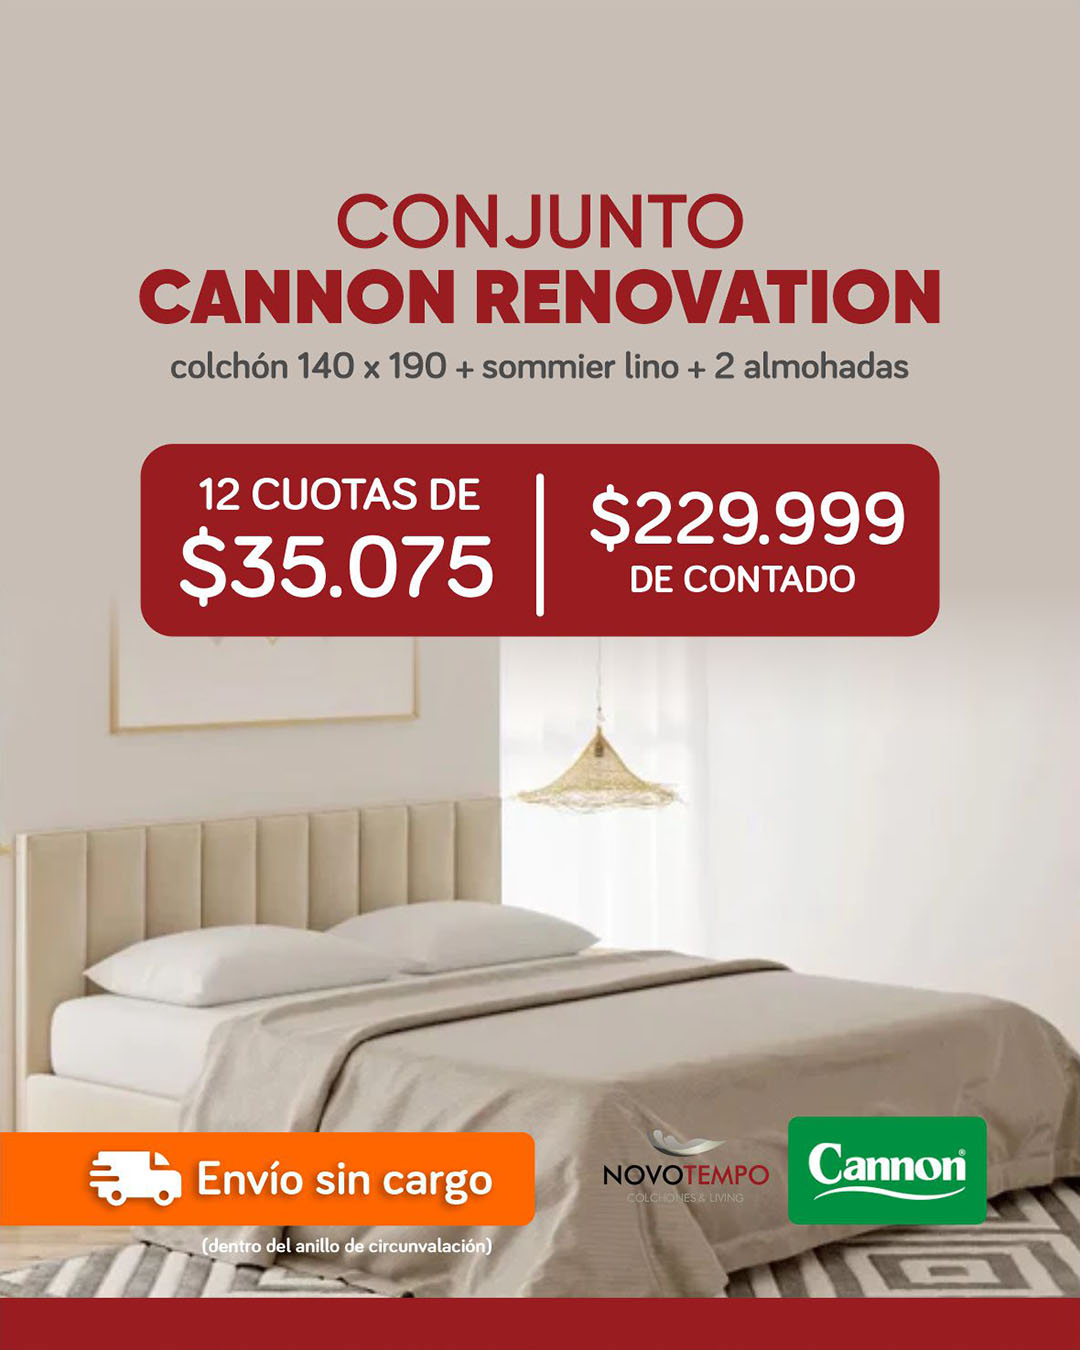 CONJUNTO
CANNON RENOVATION
colchón 140 x 190 + sommier lino + 2 almohadas
12 CUOTAS DE
$35.075
$229.999
DE CONTADO
Envío sin cargo
(dentro del anillo de circunvalación)
NOVOTEMPO
COLCHONES & LIVING
Cannon®